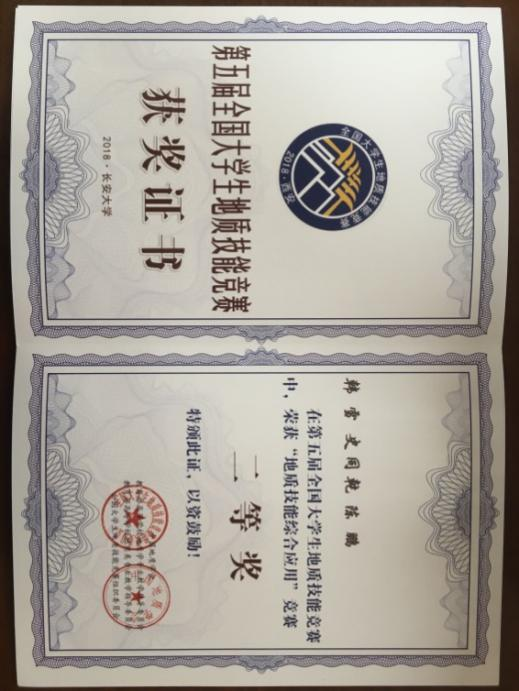 全国大学生地质技能竞赛
2018·西安
第五届全国大学生地质技能竞赛
获奖证书
2018·长安大学
韩雪 史周乾 陈鹏
在第五届全国大学生地质技能竞赛
中，荣获“地质技能综合应用”竞赛
二等奖
特颁此证，以资鼓励！